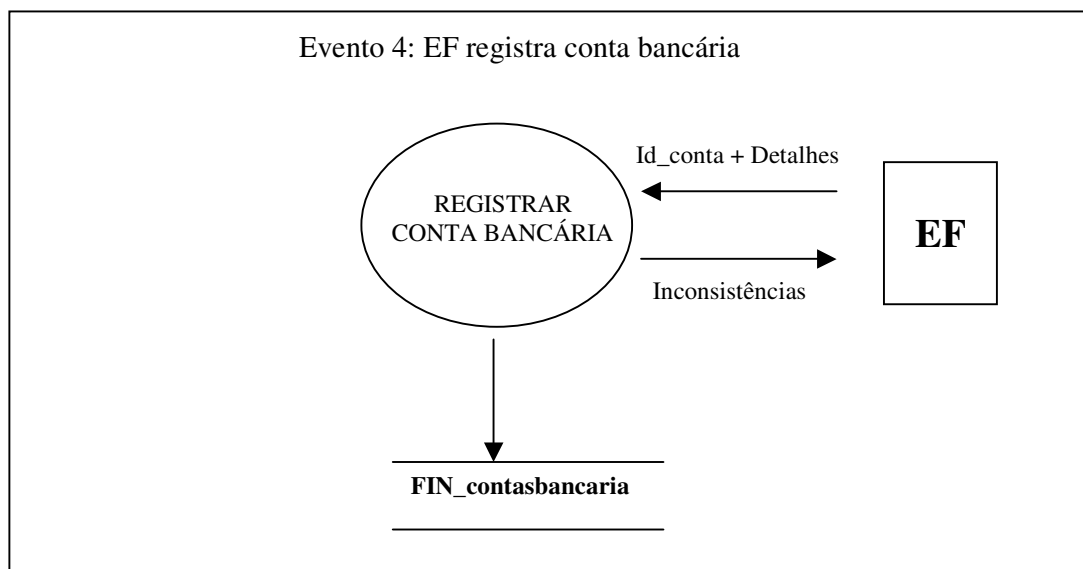 Evento 4: EF registra conta bancária
Id_conta + Detalhes
REGISTRAR
CONTA BANCÁRIA
EF
Inconsistências
FIN_contasbancaria